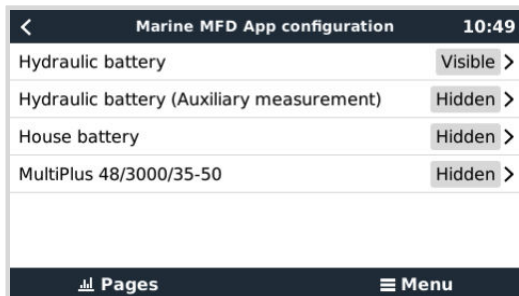 Marine MFD App configuration 10:49
Hydraulic battery Visible
Hydraulic battery (Auxiliary measurement) Hidden
House battery Hidden
MultiPlus 48/3000/35-50 Hidden
Pages Menu